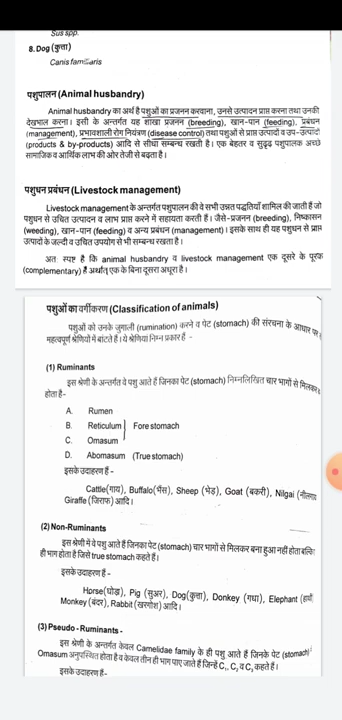 Sus spp.
8. Dog (कुत्ता)
Canis familiaris
पशुपालन (Animal husbandry)
Animal husbandry का अर्थ है पशुओं का प्रजनन करवाना, उनसे उत्पादन प्राप्त करना तथा उनकी
देखभाल करना। इसी के अन्तर्गत यह शाखा प्रजनन (breeding), खान-पान (feeding), प्रबंधन
(management), प्रभावशाली रोग नियंत्रण (disease control) तथा पशुओं से प्राप्त उत्पादों व उप-उत्पादों
(products & by-products) आदि से सीधा सम्बन्ध रखती है। एक बेहतर व सुदृढ़ पशुपालक अच्छे
सामाजिक व आर्थिक लाभ की ओर तेजी से बढ़ता है।
पशुधन प्रबंधन (Livestock management)
Livestock management के अन्तर्गत पशुपालन की वे सभी उन्नत पद्धतियाँ शामिल की जाती हैं जो
पशुधन से उचित उत्पादन व लाभ प्राप्त करने में सहायता करती हैं। जैसे-प्रजनन (breeding), निष्कासन
(weeding), खान-पान (feeding) व अन्य प्रबंधन (management)। इसके साथ ही यह पशुधन से प्राप्त
उत्पादों के जल्दी व उचित उपयोग से भी सम्बन्ध रखता है।
अतः स्पष्ट है कि animal husbandry व livestock management एक दूसरे के पूरक
(complementary) हैं अर्थात् एक के बिना दूसरा अधूरा है।
पशुओं का वर्गीकरण (Classification of animals)
पशुओं को उनके जुगाली (rumination) करने व पेट (stomach) की संरचना के आधार पर
महत्वपूर्ण श्रेणियों में बांटते हैं। ये श्रेणियां निम्न प्रकार हैं -
(1) Ruminants
इस श्रेणी के अन्तर्गत वे पशु आते हैं जिनका पेट (stomach) निम्नलिखित चार भागों से मिलकर
होता है-
A. Rumen
B. Reticulum Fore stomach
C. Omasum
D. Abomasum (True stomach)
इसके उदाहरण हैं -
Cattle(गाय), Buffalo(भैंस), Sheep (भेड़), Goat (बकरी), Nilgai (नीलगाय
Giraffe (जिराफ) आदि।
(2) Non-Ruminants
इस श्रेणी में वे पशु आते हैं जिनका पेट (stomach) चार भागों से मिलकर बना हुआ नहीं होता बल्कि
ही भाग होता है जिसे true stomach कहते हैं।
इसके उदाहरण हैं -
Horse(घोड़ा), Pig (सुअर), Dog(कुत्ता), Donkey (गधा), Elephant (हाथी
Monkey (बंदर), Rabbit (खरगोश) आदि।
(3) Pseudo - Ruminants -
इस श्रेणी के अन्तर्गत केवल Camelidae family के ही पशु आते हैं जिनके पेट (stomach)
Omasum अनुपस्थित होता है व केवल तीन ही भाग पाए जाते हैं जिन्हें C₁, C₂ व C₃ कहते हैं।
इसके उदाहरण हैं-